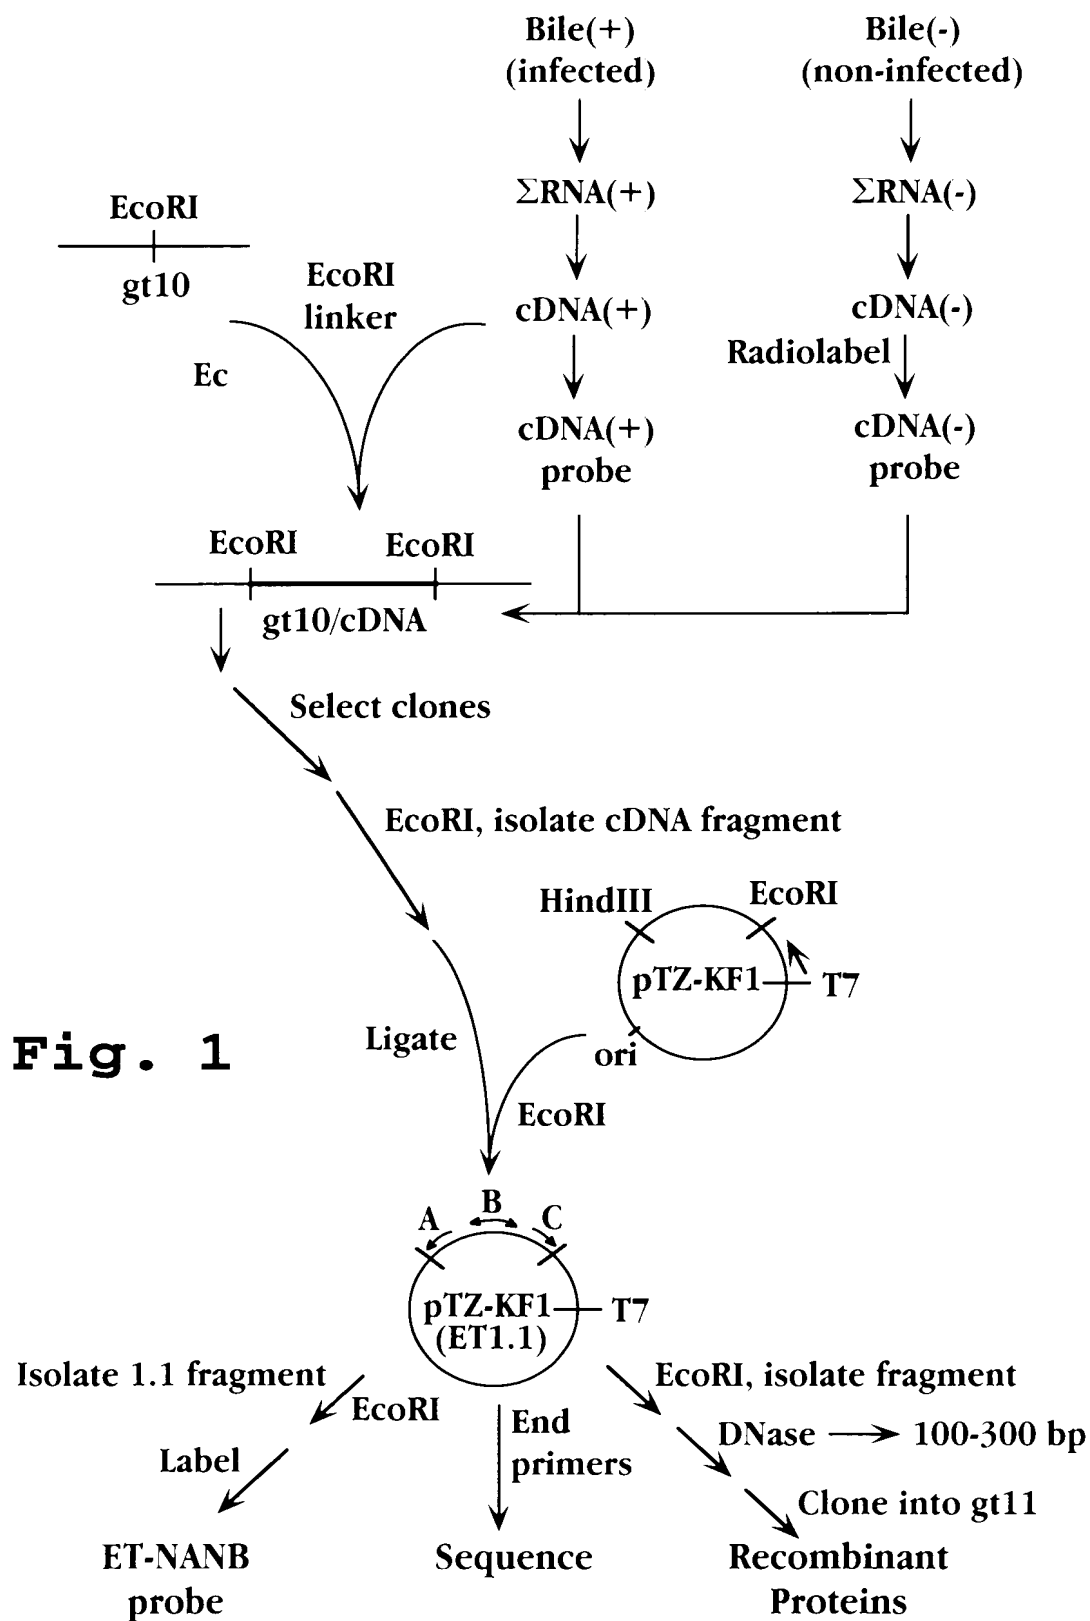 Bile(+)
(infected)
Bile(-)
(non-infected)
ΣRNA(+)
ΣRNA(-)
EcoRI
gt10
EcoRI
linker
cDNA(+)
cDNA(-)
Radiolabel
Ec
cDNA(+)
probe
cDNA(-)
probe
EcoRI
EcoRI
gt10/cDNA
Select clones
EcoRI, isolate cDNA fragment
HindIII
EcoRI
pTZ-KF1
T7
ori
Ligate
Fig. 1
EcoRI
A
B
C
pTZ-KF1
(ET1.1)
T7
Isolate 1.1 fragment
EcoRI
Label
ET-NANB
probe
End
primers
Sequence
EcoRI, isolate fragment
DNase
100-300 bp
Clone into gt11
Recombinant
Proteins